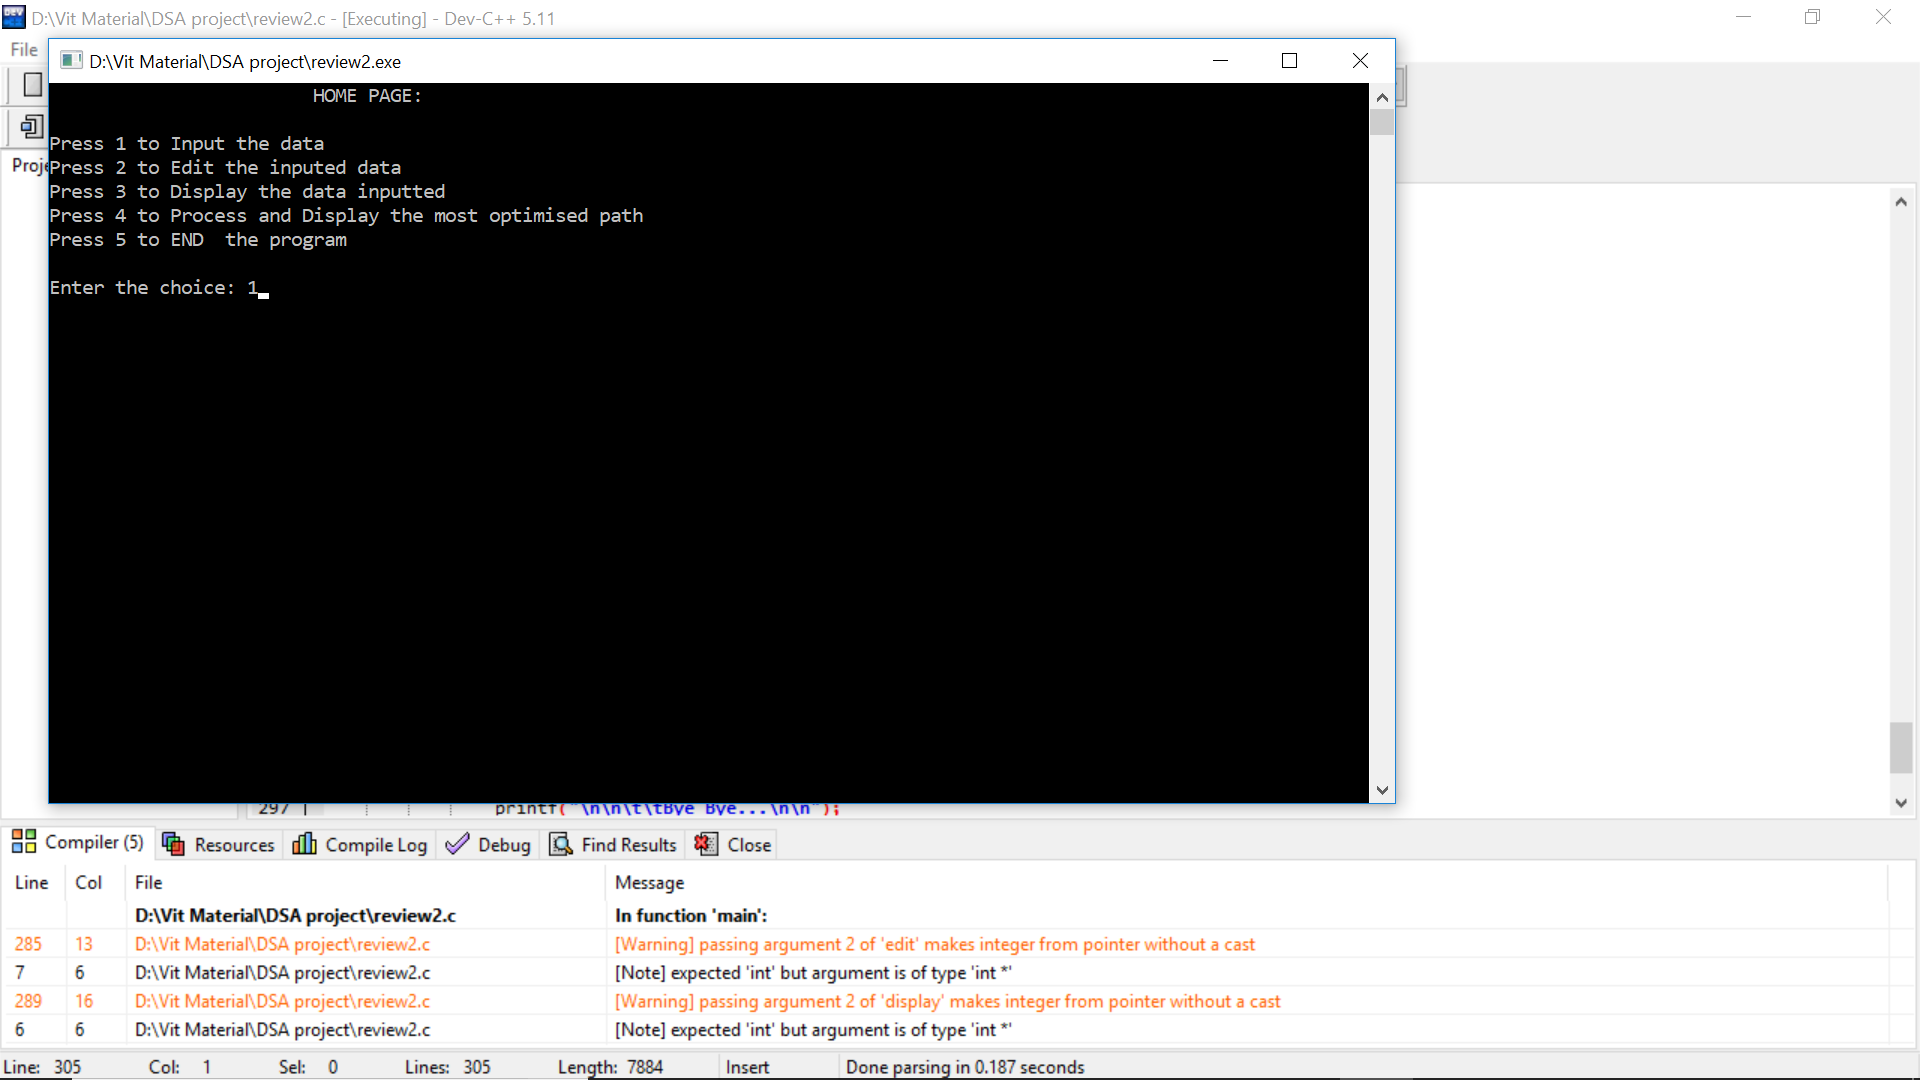 D:\Vit Material\DSA project\review2.c - [Executing] - Dev-C++ 5.11
File
D:\Vit Material\DSA project\review2.exe
HOME PAGE:
Press 1 to Input the data
Press 2 to Edit the inputed data
Press 3 to Display the data inputted
Press 4 to Process and Display the most optimised path
Press 5 to END  the program
Enter the choice: 1
297 printf("\n\n\t\tBye Bye...\n\n");
Compiler (5) Resources Compile Log Debug Find Results Close
Line Col File Message
D:\Vit Material\DSA project\review2.c In function 'main':
285 13 D:\Vit Material\DSA project\review2.c [Warning] passing argument 2 of 'edit' makes integer from pointer without a cast
7 6 D:\Vit Material\DSA project\review2.c [Note] expected 'int' but argument is of type 'int *'
289 16 D:\Vit Material\DSA project\review2.c [Warning] passing argument 2 of 'display' makes integer from pointer without a cast
6 6 D:\Vit Material\DSA project\review2.c [Note] expected 'int' but argument is of type 'int *'
Line: 305 Col: 1 Sel: 0 Lines: 305 Length: 7884 Insert Done parsing in 0.187 seconds